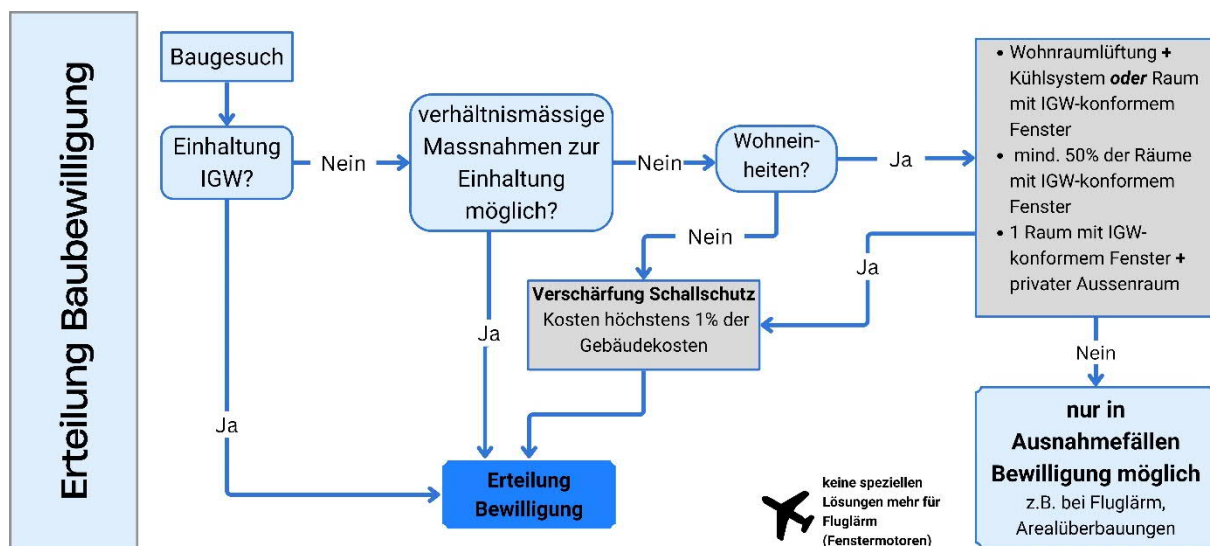 Erteilung Baubewilligung
Baugesuch
Einhaltung
IGW?
Nein
verhältnismässige
Massnahmen zur
Einhaltung
möglich?
Nein
Wohnein-
heiten?
Ja
• Wohnraumlüftung +
Kühlsystem oder Raum
mit IGW-konformem
Fenster
• mind. 50% der Räume
mit IGW-konformem
Fenster
• 1 Raum mit IGW-
konformem Fenster +
privater Aussenraum
Nein
Ja
Verschärfung Schallschutz
Kosten höchstens 1% der
Gebäudekosten
Ja
Ja
Nein
Erteilung
Bewilligung
keine speziellen
Lösungen mehr für
Fluglärm
(Fenstermotoren)
nur in
Ausnahmefällen
Bewilligung möglich
z.B. bei Fluglärm,
Arealüberbauungen